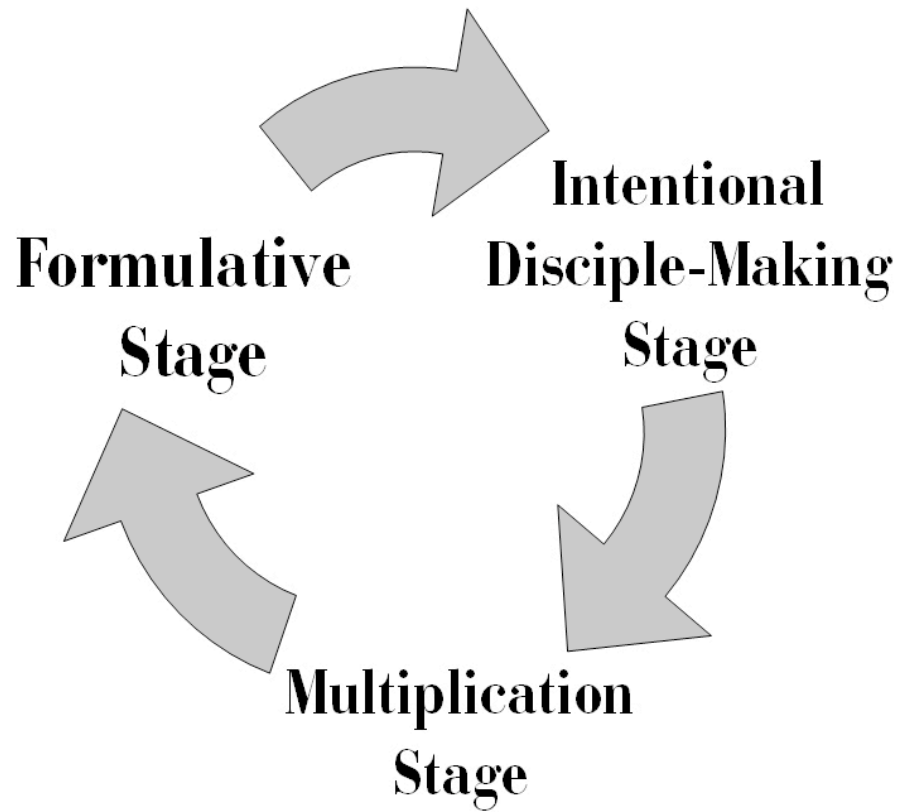 Formulative
Stage
Intentional
Disciple-Making
Stage
Multiplication
Stage